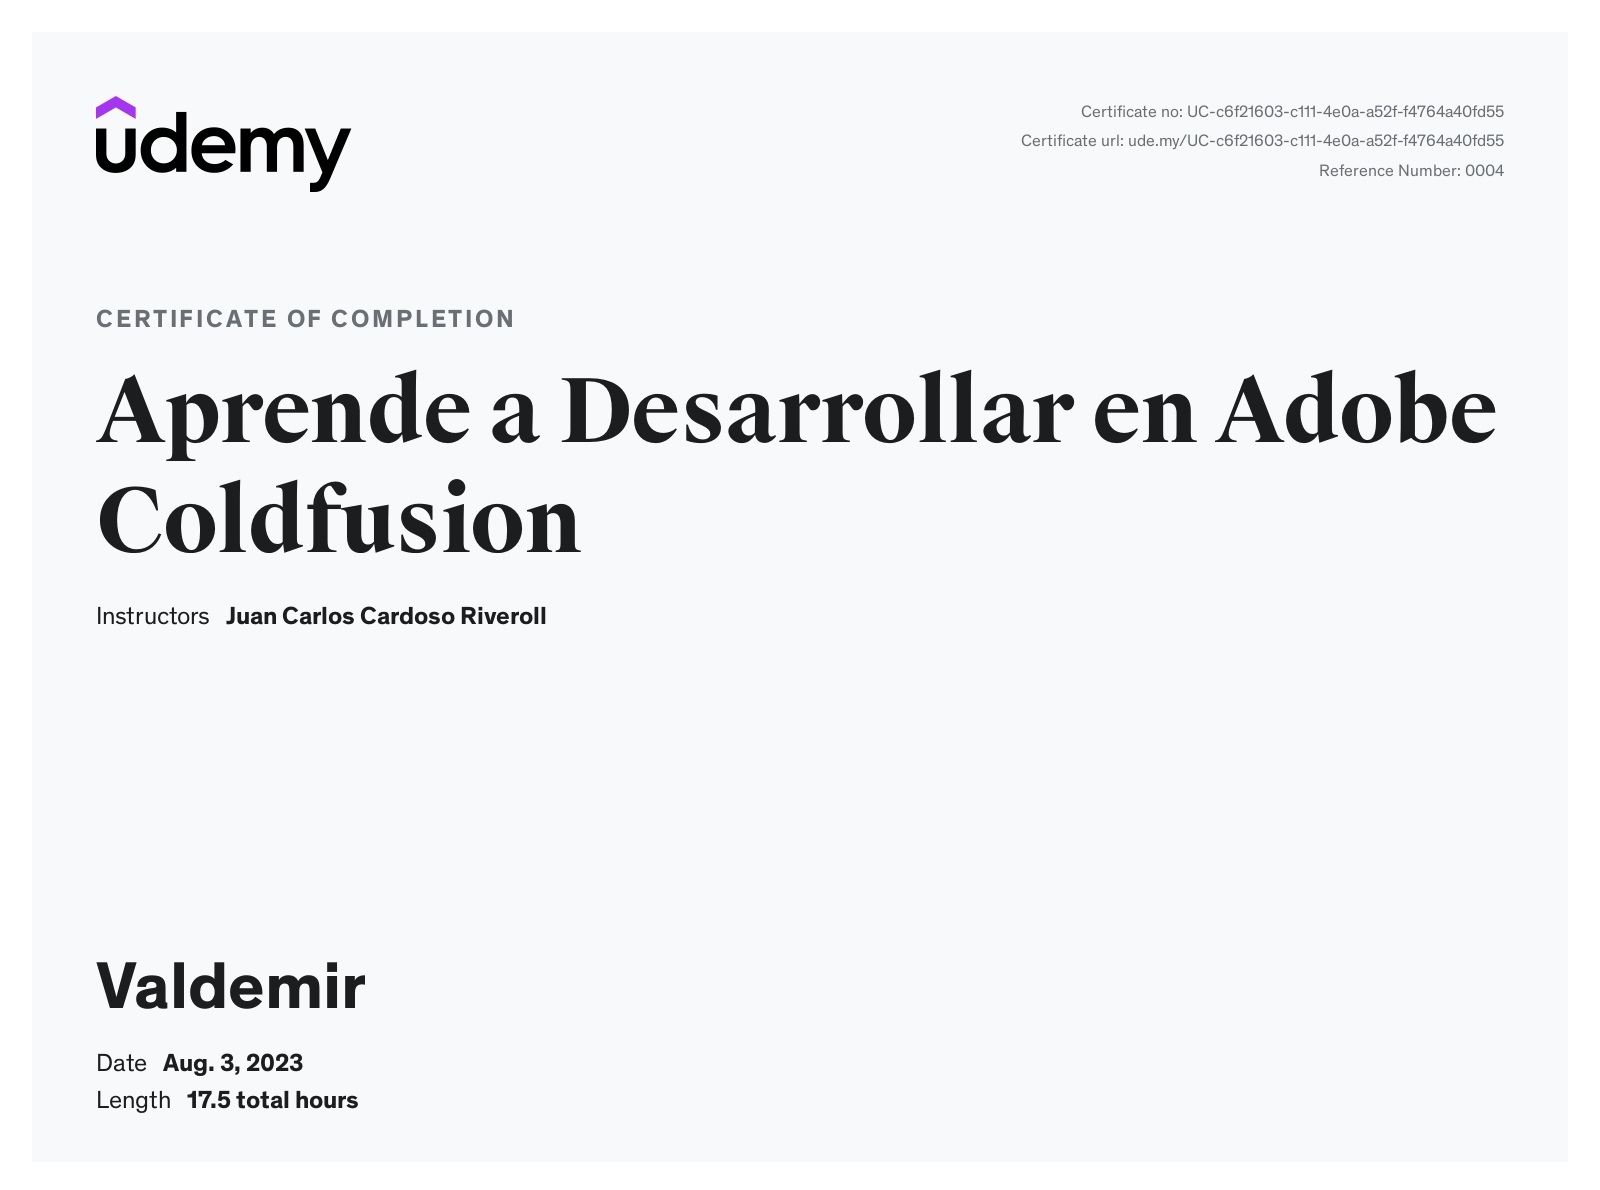 udemy
Certificate no: UC-c6f21603-c111-4e0a-a52f-f4764a40fd55
Certificate url: ude.my/UC-c6f21603-c111-4e0a-a52f-f4764a40fd55
Reference Number: 0004
CERTIFICATE OF COMPLETION
Aprende a Desarrollar en Adobe
Coldfusion
Instructors Juan Carlos Cardoso Riveroll
Valdemir
Date Aug. 3, 2023
Length 17.5 total hours